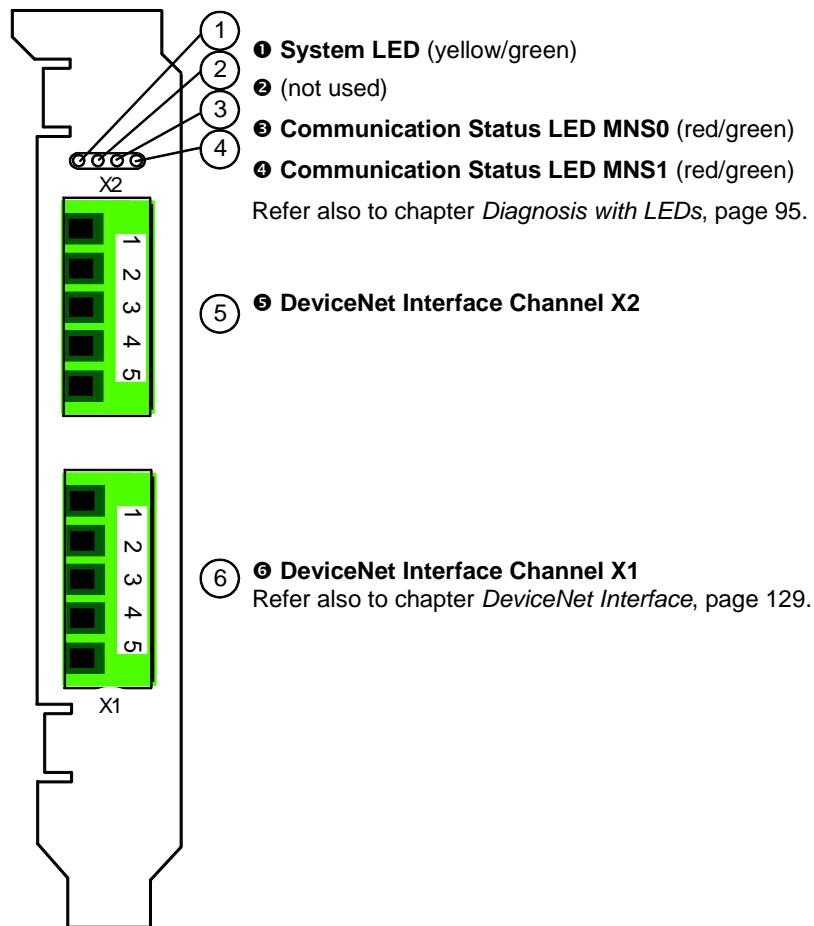 1
❶ System LED (yellow/green)
2
❷ (not used)
3
❸ Communication Status LED MNS0 (red/green)
4
❹ Communication Status LED MNS1 (red/green)
Refer also to chapter Diagnosis with LEDs, page 95.
X2
1
2
3
4
5
5
❺ DeviceNet Interface Channel X2
1
2
3
4
5
6
❻ DeviceNet Interface Channel X1
Refer also to chapter DeviceNet Interface, page 129.
X1